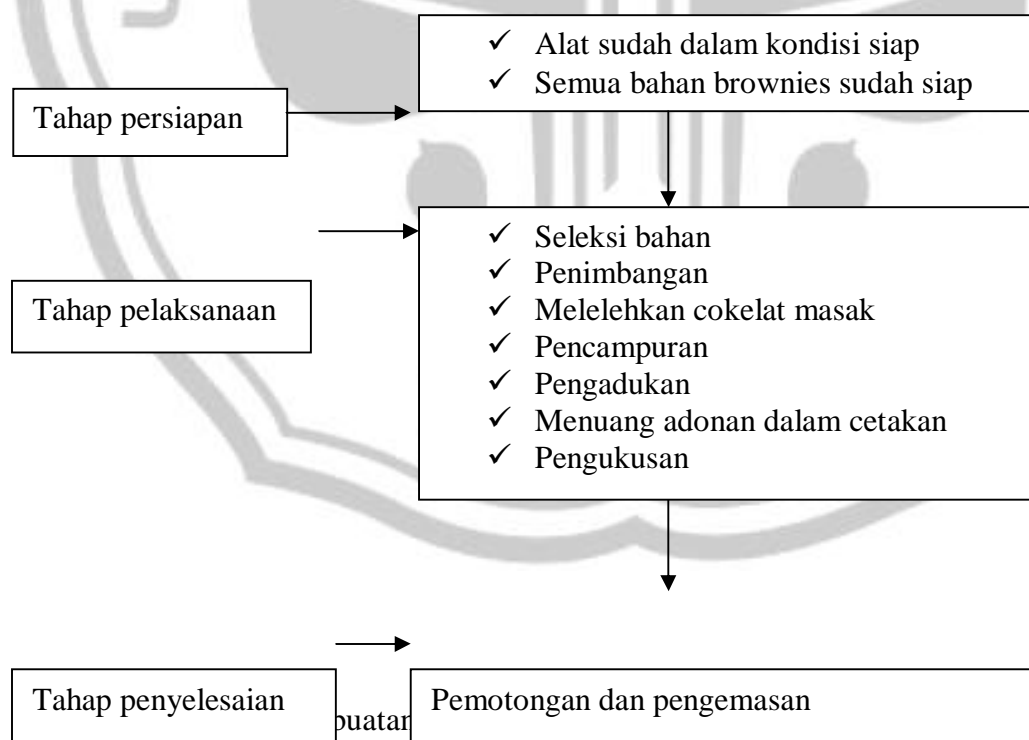 ✓ Alat sudah dalam kondisi siap
✓ Semua bahan brownies sudah siap
Tahap persiapan
✓ Seleksi bahan
✓ Penimbangan
✓ Melelehkan cokelat masak
✓ Pencampuran
✓ Pengadukan
✓ Menuang adonan dalam cetakan
✓ Pengukusan
Tahap pelaksanaan
Tahap penyelesaian
Pemotongan dan pengemasan